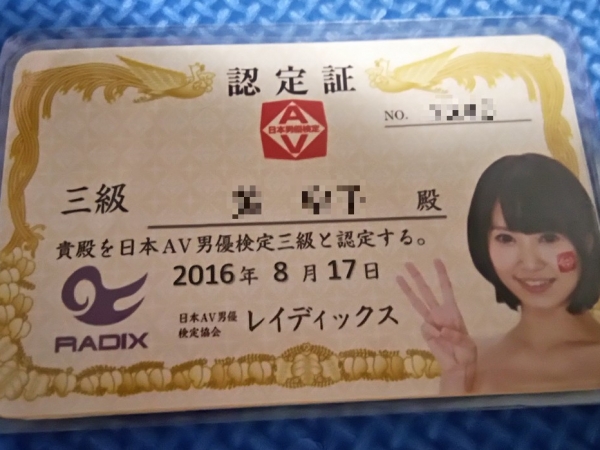 認定証
AV
日本男優検定
NO.
三級
殿
貴殿を日本AV男優検定三級と認定する。
2016年8月17日
RADIX
日本AV男優
検定協会
レイディックス